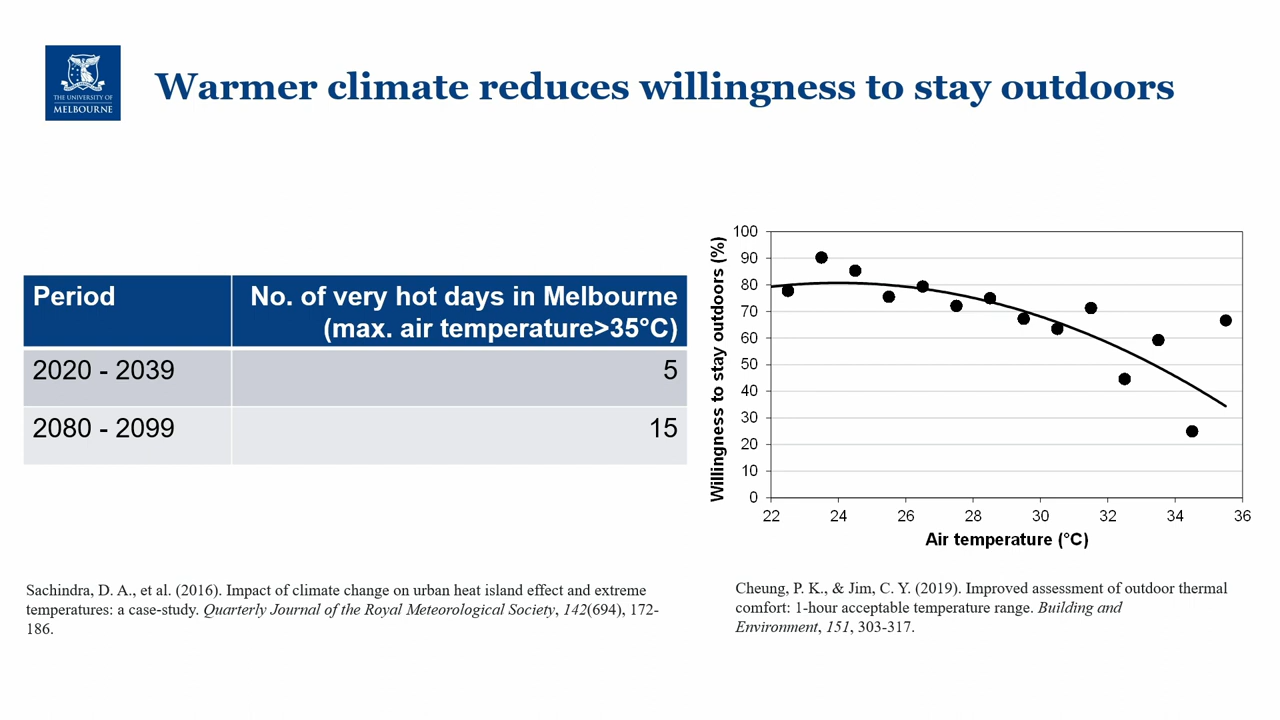 THE UNIVERSITY OF
MELBOURNE
Warmer climate reduces willingness to stay outdoors
Period
No. of very hot days in Melbourne
(max. air temperature>35°C)
2020 - 2039
5
2080 - 2099
15
Willingness to stay outdoors (%)
100
90
80
70
60
50
40
30
20
10
0
22 24 26 28 30 32 34 36
Air temperature (°C)
Sachindra, D. A., et al. (2016). Impact of climate change on urban heat island effect and extreme
temperatures: a case-study. Quarterly Journal of the Royal Meteorological Society, 142(694), 172-
186.
Cheung, P. K., & Jim, C. Y. (2019). Improved assessment of outdoor thermal
comfort: 1-hour acceptable temperature range. Building and
Environment, 151, 303-317.